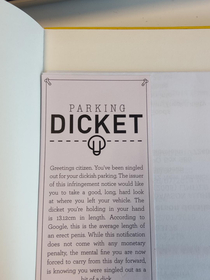 PARKING
DICKET
Greetings citizen. You've been singled
out for your dickish parking. The issuer
of this infringement notice would like
you to take a good, long, hard look
at where you left your vehicle. The
dicket you're holding in your hand
is 13.12cm in length. According to
Google, this is the average length of
an erect penis. While this notification
does not come with any monetary
penalty, the mental fine you are now
forced to carry from this day forward,
is knowing you were singled out as a
bit of a dick.